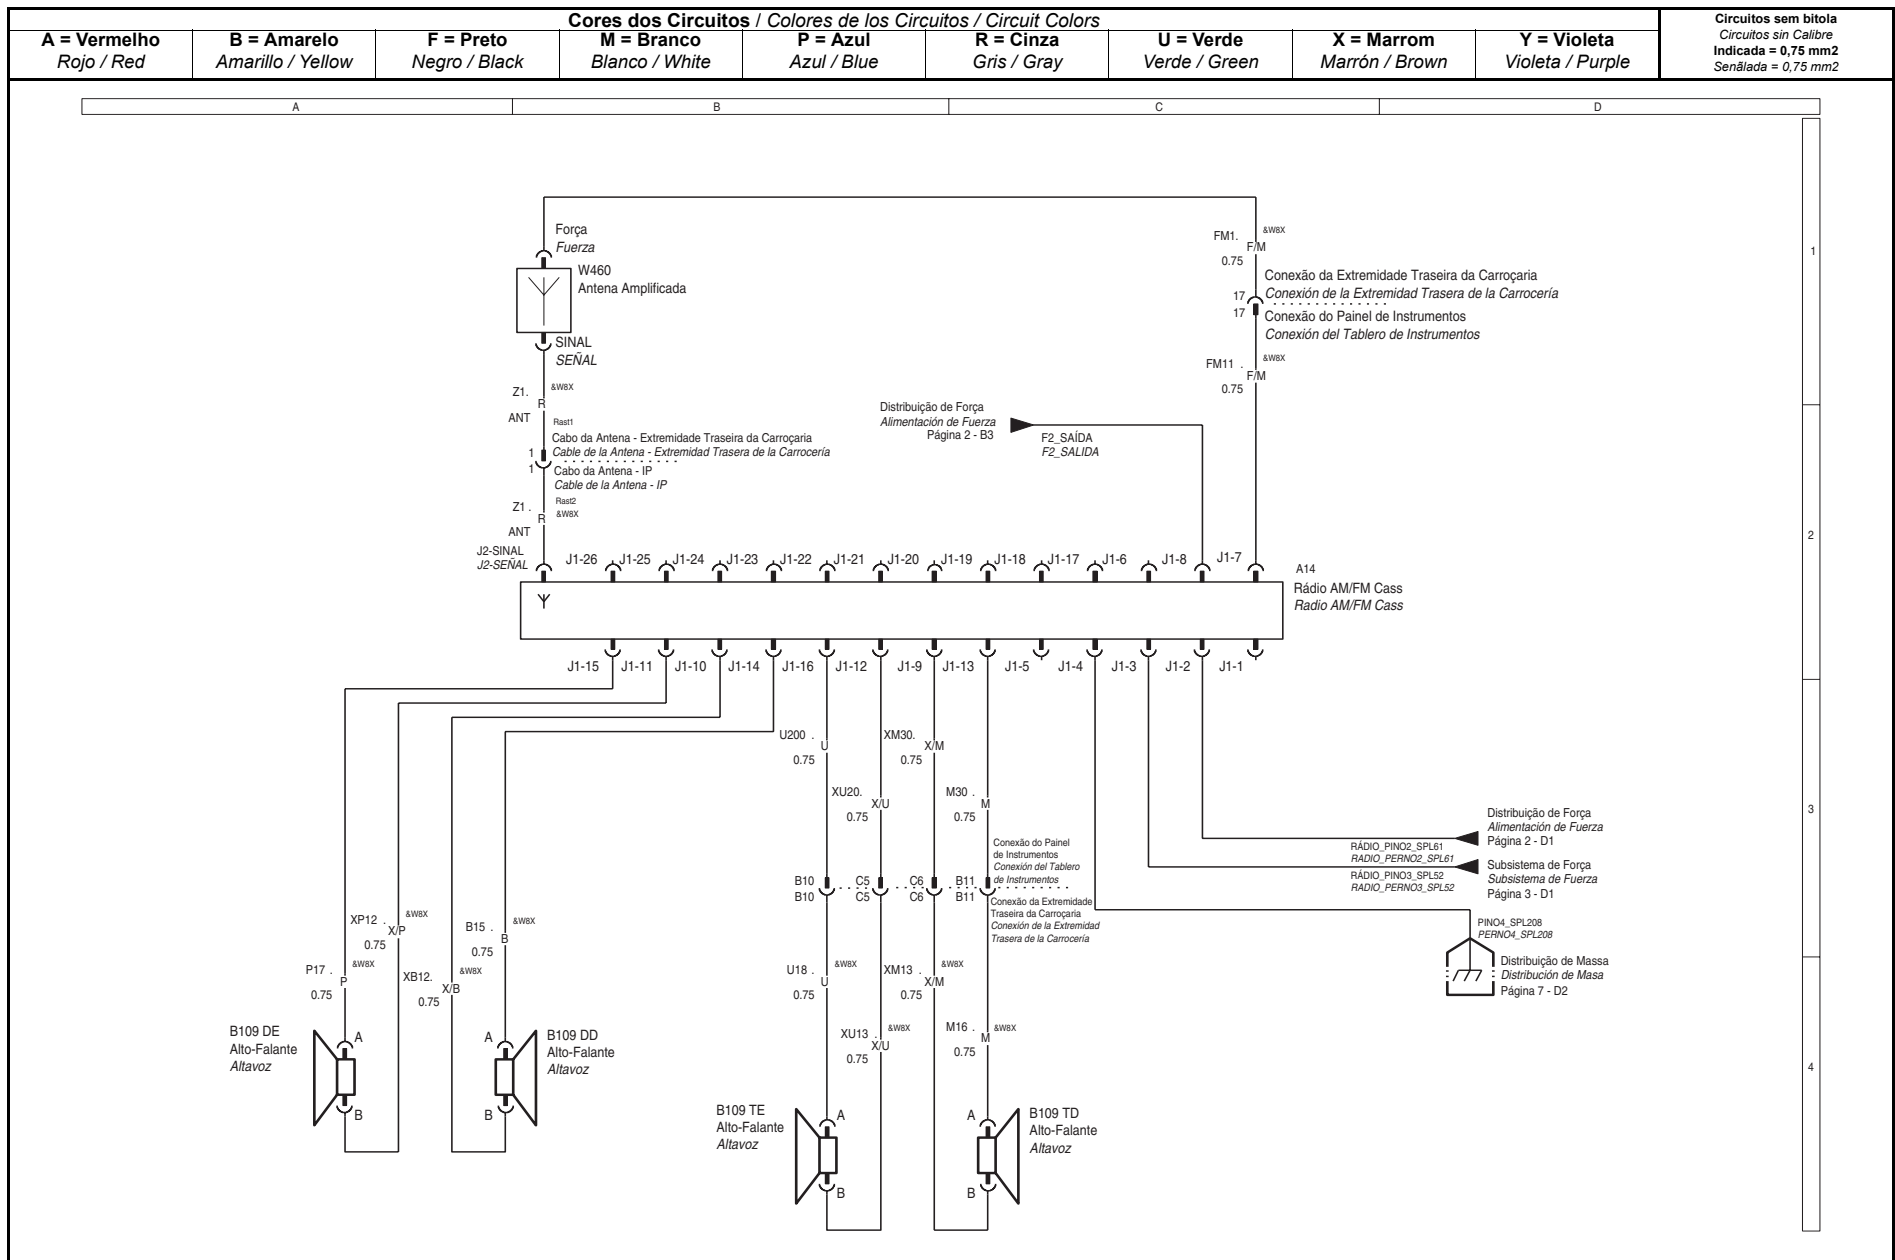 Cores dos Circuitos / Colores de los Circuitos / Circuit Colors
A = Vermelho
Rojo / Red
B = Amarelo
Amarillo / Yellow
F = Preto
Negro / Black
M = Branco
Blanco / White
P = Azul
Azul / Blue
R = Cinza
Gris / Gray
U = Verde
Verde / Green
X = Marrom
Marrón / Brown
Y = Violeta
Violeta / Purple
Circuitos sem bitola
Circuitos sin Calibre
Indicada = 0,75 mm2
Senãlada = 0,75 mm2
A B C D
1
2
3
4
Força
Fuerza
W460
Antena Amplificada
SINAL
SEÑAL
Z1. &W8X
R
ANT
Rast1
Cabo da Antena - Extremidade Traseira da Carroçaria
1 Cable de la Antena - Extremidad Trasera de la Carrocería
1 Cabo da Antena - IP
Cable de la Antena - IP
Rast2
Z1 . &W8X
R
ANT
J2-SINAL
J2-SEÑAL
FM1. &W8X
F/M
0.75
Conexão da Extremidade Traseira da Carroçaria
17 Conexión de la Extremidad Trasera de la Carrocería
17 Conexão do Painel de Instrumentos
Conexión del Tablero de Instrumentos
FM11 . &W8X
F/M
0.75
Distribuição de Força
Alimentación de Fuerza
Página 2 - B3
F2_SAÍDA
F2_SALIDA
J1-26 J1-25 J1-24 J1-23 J1-22 J1-21 J1-20 J1-19 J1-18 J1-17 J1-6 J1-8 J1-7
A14
Rádio AM/FM Cass
Radio AM/FM Cass
J1-15 J1-11 J1-10 J1-14 J1-16 J1-12 J1-9 J1-13 J1-5 J1-4 J1-3 J1-2 J1-1
U200 .
U
0.75
XM30.
X/M
0.75
XU20.
X/U
0.75
M30 .
M
0.75
Conexão do Painel
de Instrumentos
Conexión del Tablero
de Instrumentos
B10 C5 C6 B11
B10 C5 C6 B11
Conexão da Extremidade
Traseira da Carroçaria
Conexión de la Extremidad
Trasera de la Carrocería
Distribuição de Força
Alimentación de Fuerza
Página 2 - D1
RÁDIO_PINO2_SPL61
RADIO_PERNO2_SPL61
Subsistema de Força
Subsistema de Fuerza
Página 3 - D1
RÁDIO_PINO3_SPL52
RADIO_PERNO3_SPL52
PINO4_SPL208
PERNO4_SPL208
Distribuição de Massa
Distribución de Masa
Página 7 - D2
XP12 . &W8X
X/P
0.75
B15 . &W8X
B
0.75
P17 . &W8X
P
0.75
XB12. &W8X
X/B
0.75
U18 . &W8X
U
0.75
XM13 . &W8X
X/M
0.75
XU13 . &W8X
X/U
0.75
M16 . &W8X
M
0.75
B109 DE
Alto-Falante
Altavoz
A
B
B109 DD
Alto-Falante
Altavoz
A
B
B109 TE
Alto-Falante
Altavoz
A
B
B109 TD
Alto-Falante
Altavoz
A
B